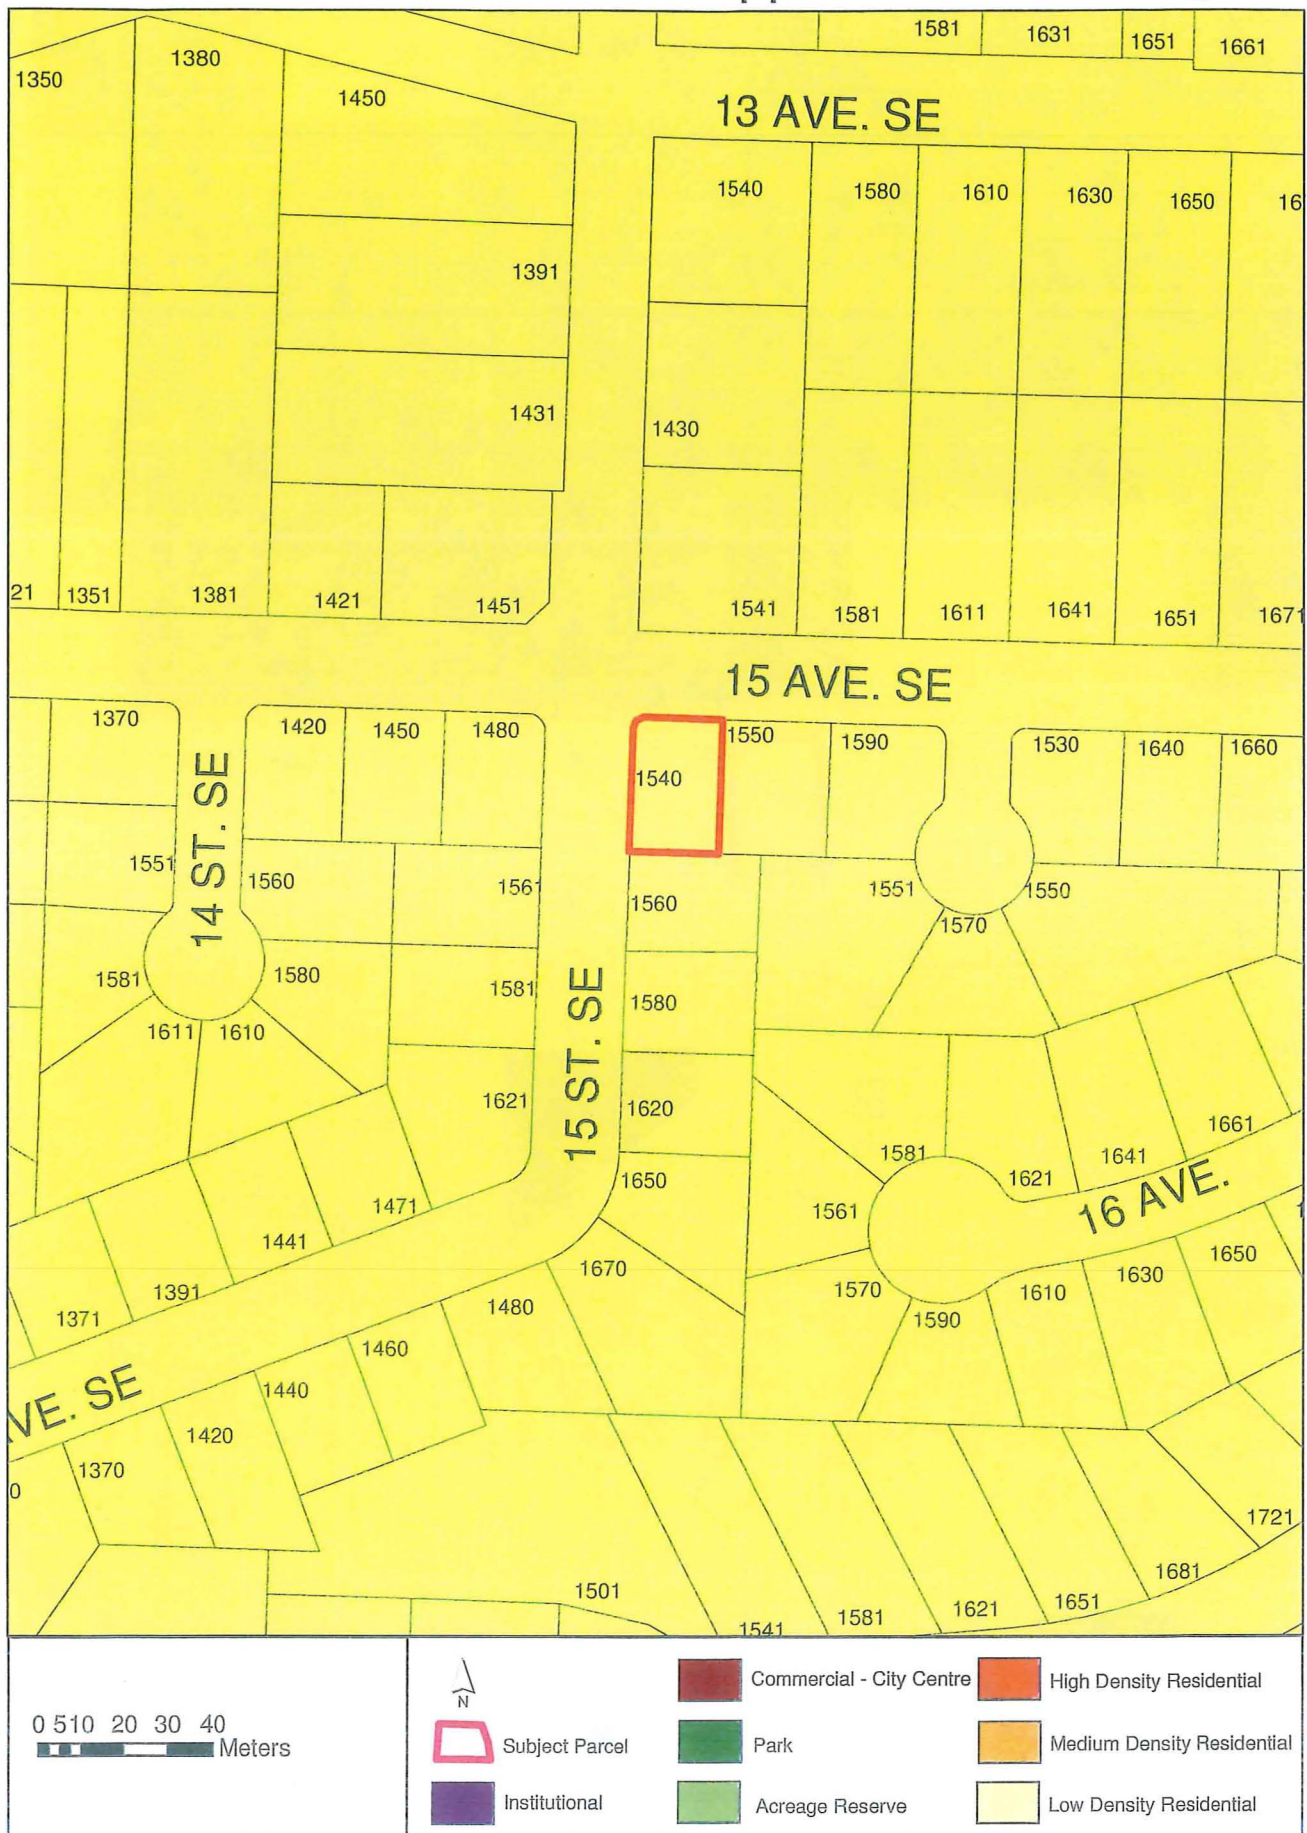 1581 1631 1651 1661
1350 1380 1450
13 AVE. SE
1540 1580 1610 1630 1650 16
1391
1431
1430
21 1351 1381 1421 1451
1541 1581 1611 1641 1651 1671
15 AVE. SE
1370 1420 1450 1480
1550 1590 1530 1640 1660
1540
14 ST. SE
1551 1560 1561
1560 1551 1570 1550
1581 1580 1581
1580
1611 1610
15 ST. SE
1621 1620
1581 1621 1641 1661
1471 1650 1561
16 AVE.
1441 1670
1391 1371
1570 1590 1610 1630 1650 1
1480
1460
1440
VE. SE
1420
1370
0
1501 1541 1581 1621 1651 1681 1721
0 510 20 30 40
Meters
N
Subject Parcel
Institutional
Commercial - City Centre
Park
Acreage Reserve
High Density Residential
Medium Density Residential
Low Density Residential